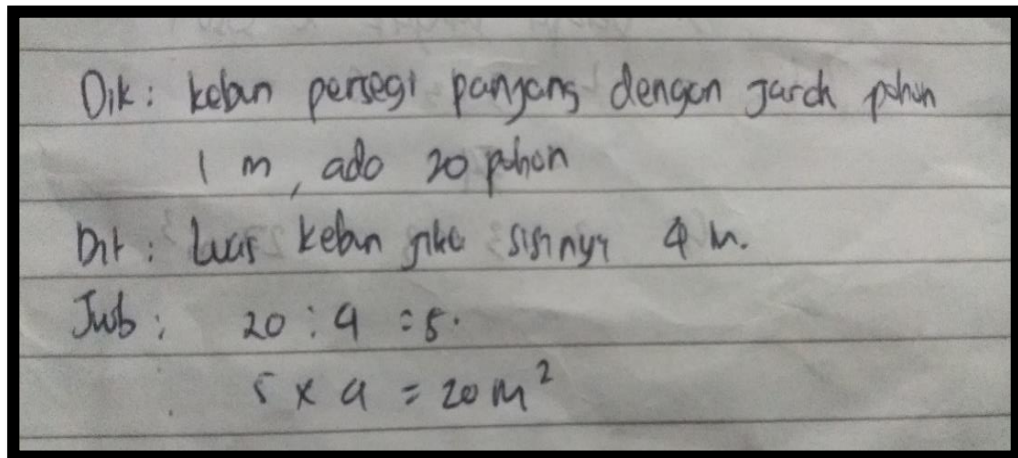 Dik : kebun persegi panjang dengan Jarak pohon
1 m, ada 20 pohon
Dit : Luas kebun jika sisinya 4 m.
Jwb : 20 : 4 = 5.
5 x 4 = 20 m²